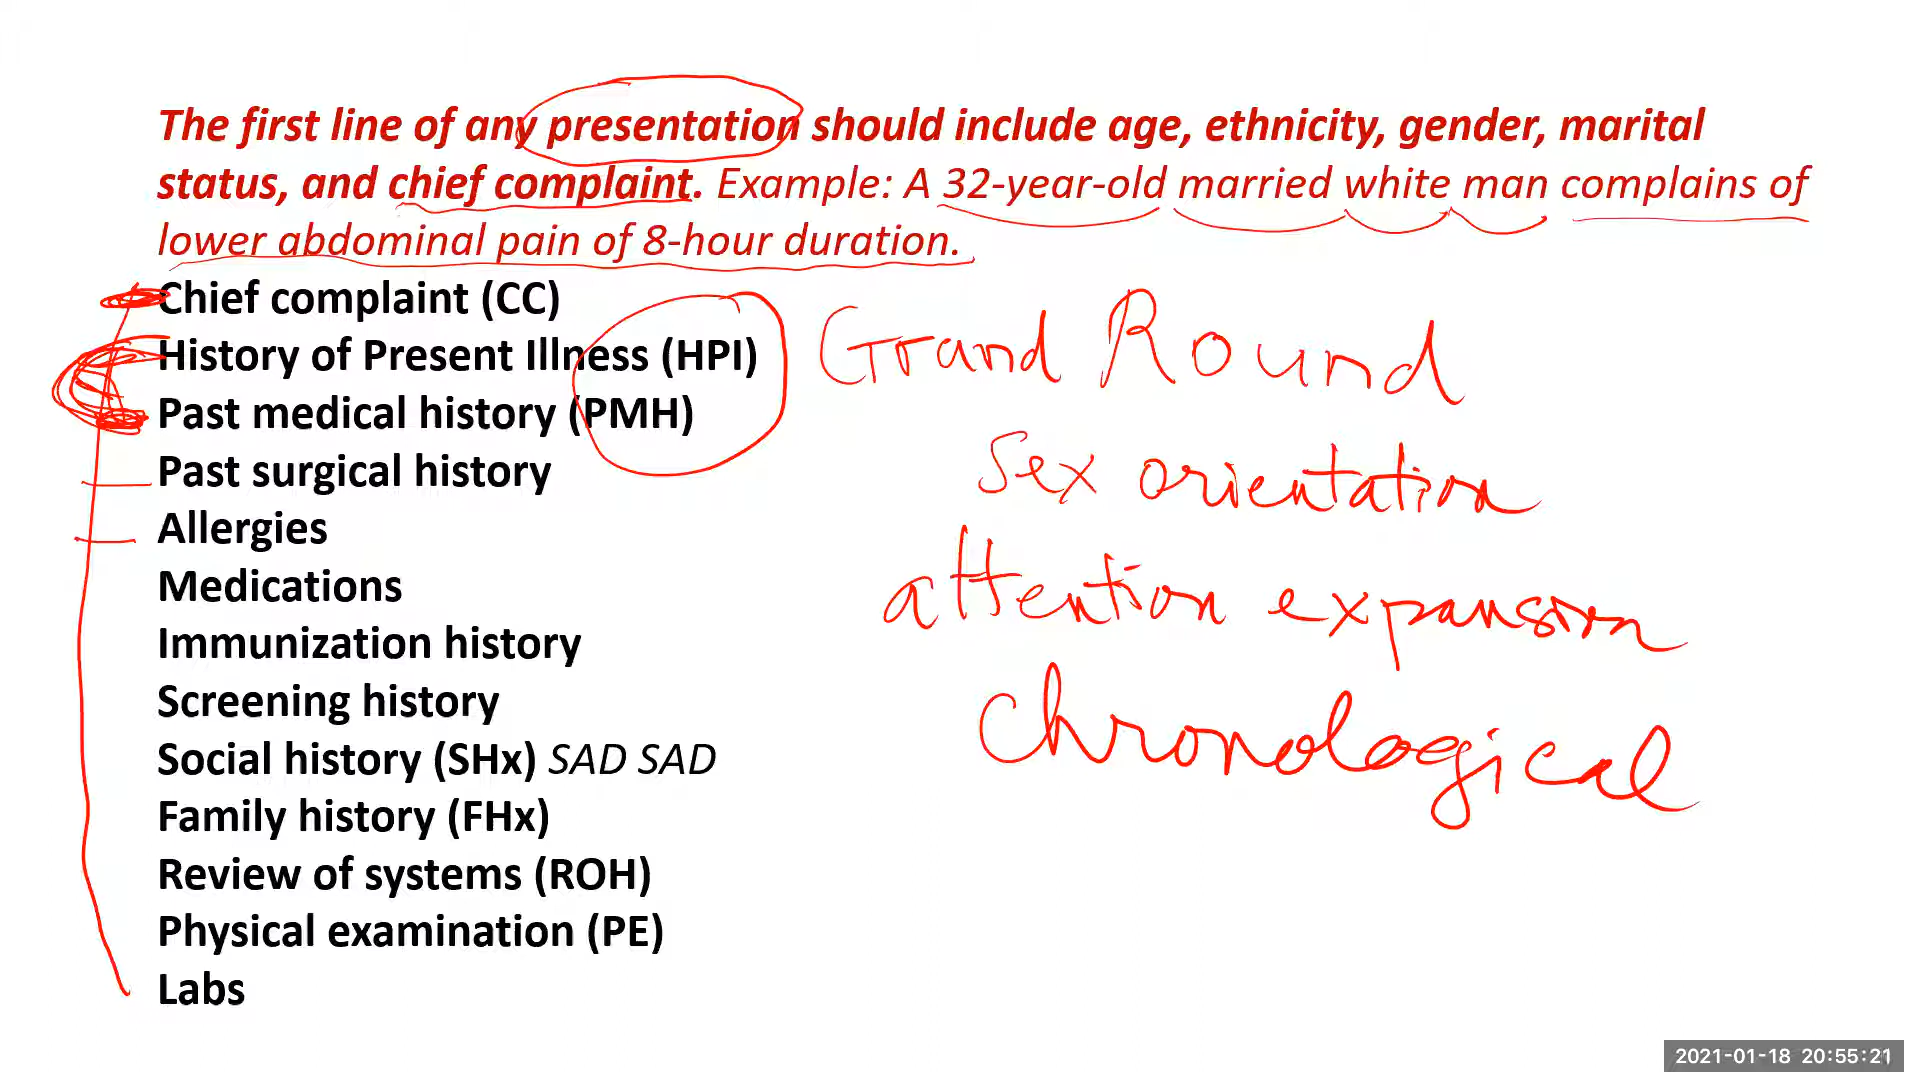 The first line of any presentation should include age, ethnicity, gender, marital
status, and chief complaint. Example: A 32-year-old married white man complains of
lower abdominal pain of 8-hour duration.
Chief complaint (CC)
History of Present Illness (HPI)
Past medical history (PMH)
Past surgical history
Allergies
Medications
Immunization history
Screening history
Social history (SHx) SAD SAD
Family history (FHx)
Review of systems (ROH)
Physical examination (PE)
Labs
Grand Round
Sex orientation
attention expansion
chronological
2021-01-18 20:55:21